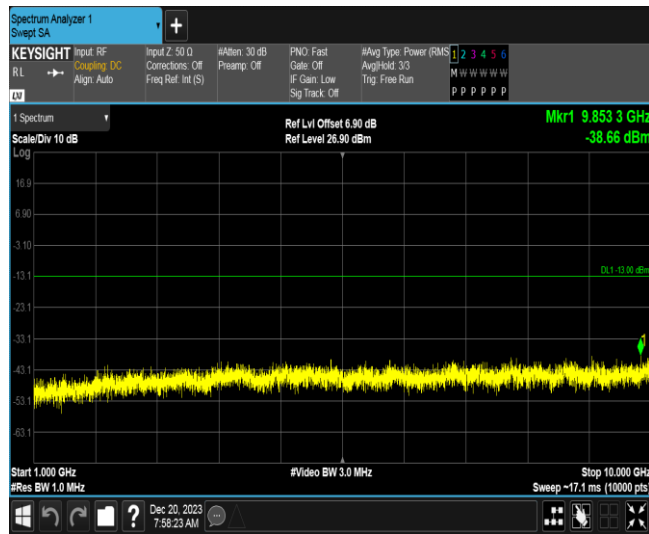 Spectrum Analyzer 1
Swept SA
KEYSIGHT
RL
LXI
Input: RF
Coupling: DC
Align: Auto
Input Z: 50 Ω
Corrections: Off
Freq Ref: Int (S)
#Atten: 30 dB
Preamp: Off
PNO: Fast
Gate: Off
IF Gain: Low
Sig Track: Off
#Avg Type: Power (RMS
Avg|Hold: 3/3
Trig: Free Run
1 2 3 4 5 6
M W W W W W
P P P P P P
1 Spectrum
Scale/Div 10 dB
Log
Ref Lvl Offset 6.90 dB
Ref Level 26.90 dBm
Mkr1 9.853 3 GHz
-38.66 dBm
16.9
6.90
-3.10
-13.1
DL1 -13.00 dBm
-23.1
-33.1
-43.1
-53.1
-63.1
Start 1.000 GHz
#Res BW 1.0 MHz
#Video BW 3.0 MHz
Stop 10.000 GHz
Sweep ~17.1 ms (10000 pts)
?
Dec 20, 2023
7:58:23 AM